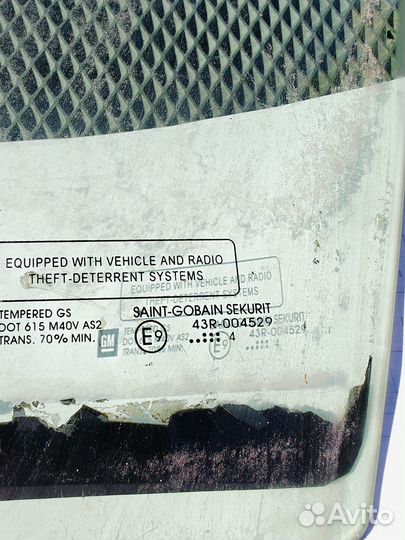 EQUIPPED WITH VEHICLE AND RADIO
THEFT-DETERRENT SYSTEMS
TEMPERED GS
DOT 615 M40V AS2
TRANS. 70% MIN.
GM
SAINT-GOBAIN SEKURIT
E9
43R-004529
4
Avito